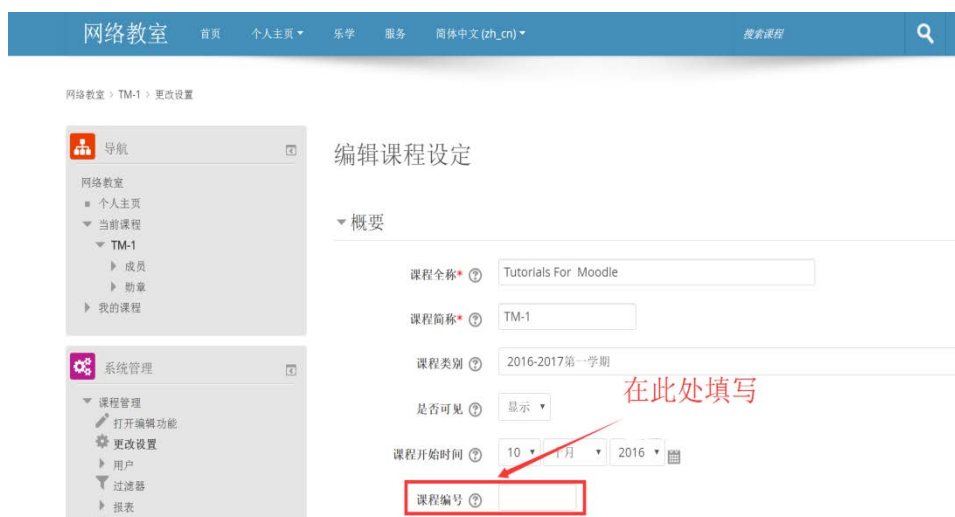 网络教室 首页 个人主页 乐学 服务 简体中文 (zh_cn) 搜索课程
网络教室 > TM-1 > 更改设置
导航
网络教室
个人主页
当前课程
TM-1
成员
勋章
我的课程
系统管理
课程管理
打开编辑功能
更改设置
用户
过滤器
报表
编辑课程设定
概要
课程全称* Tutorials For Moodle
课程简称* TM-1
课程类别 2016-2017第一学期
在此处填写
是否可见 显示
课程开始时间 10 十月 2016
课程编号